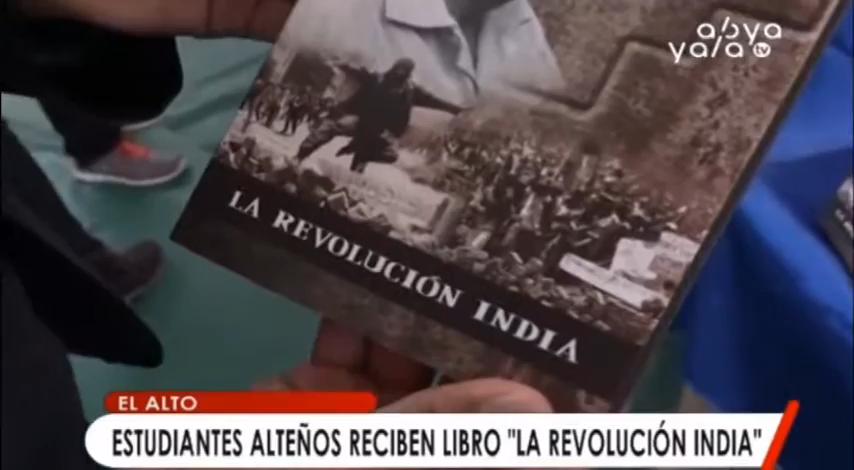 abya
yala tv
LA REVOLUCIÓN INDIA
EL ALTO
ESTUDIANTES ALTEÑOS RECIBEN LIBRO "LA REVOLUCIÓN INDIA"